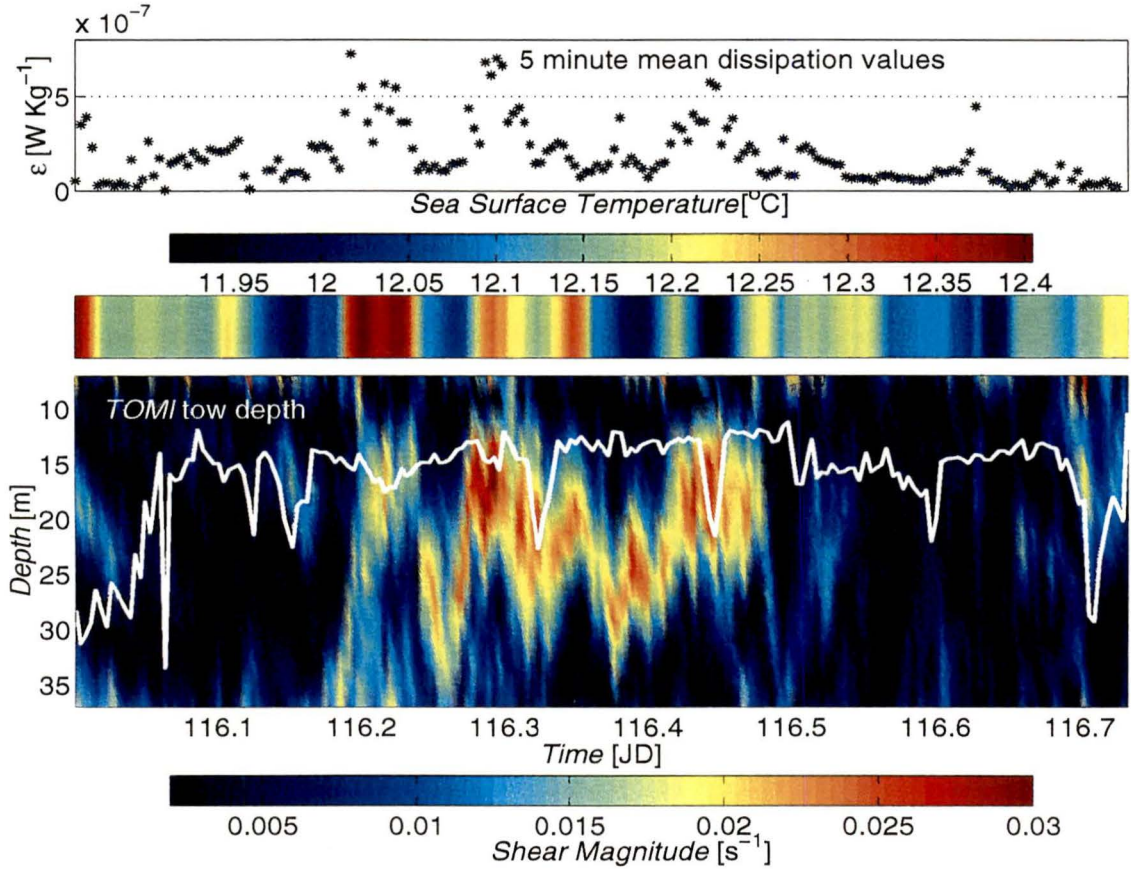 x 10⁻⁷
✱ 5 minute mean dissipation values
ε [W Kg⁻¹]
5
0
Sea Surface Temperature[°C]
11.95 12 12.05 12.1 12.15 12.2 12.25 12.3 12.35 12.4
TOMI tow depth
Depth [m]
10
15
20
25
30
35
116.1 116.2 116.3 116.4 116.5 116.6 116.7
Time [JD]
0.005 0.01 0.015 0.02 0.025 0.03
Shear Magnitude [s⁻¹]